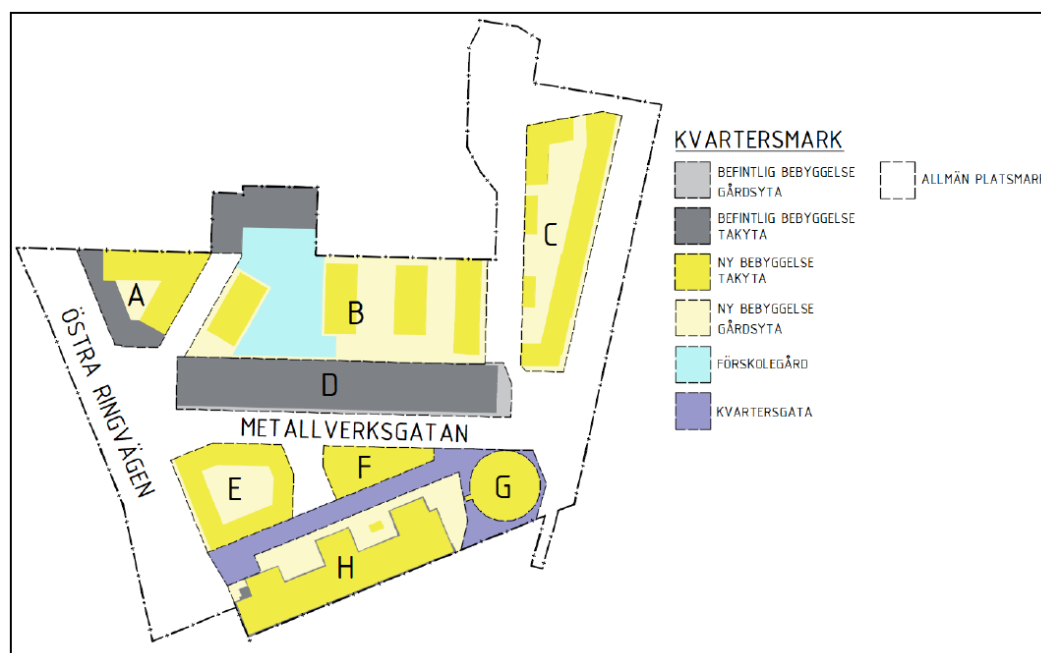 KVARTERSMARK
BEFINTLIG BEBYGGELSE
GÅRDSYTA
ALLMÄN PLATSMARK
BEFINTLIG BEBYGGELSE
TAKYTA
NY BEBYGGELSE
TAKYTA
NY BEBYGGELSE
GÅRDSYTA
FÖRSKOLEGÅRD
KVARTERSGATA
A
B
C
D
ÖSTRA RINGVÄGEN
METALLVERKSGATAN
E
F
G
H